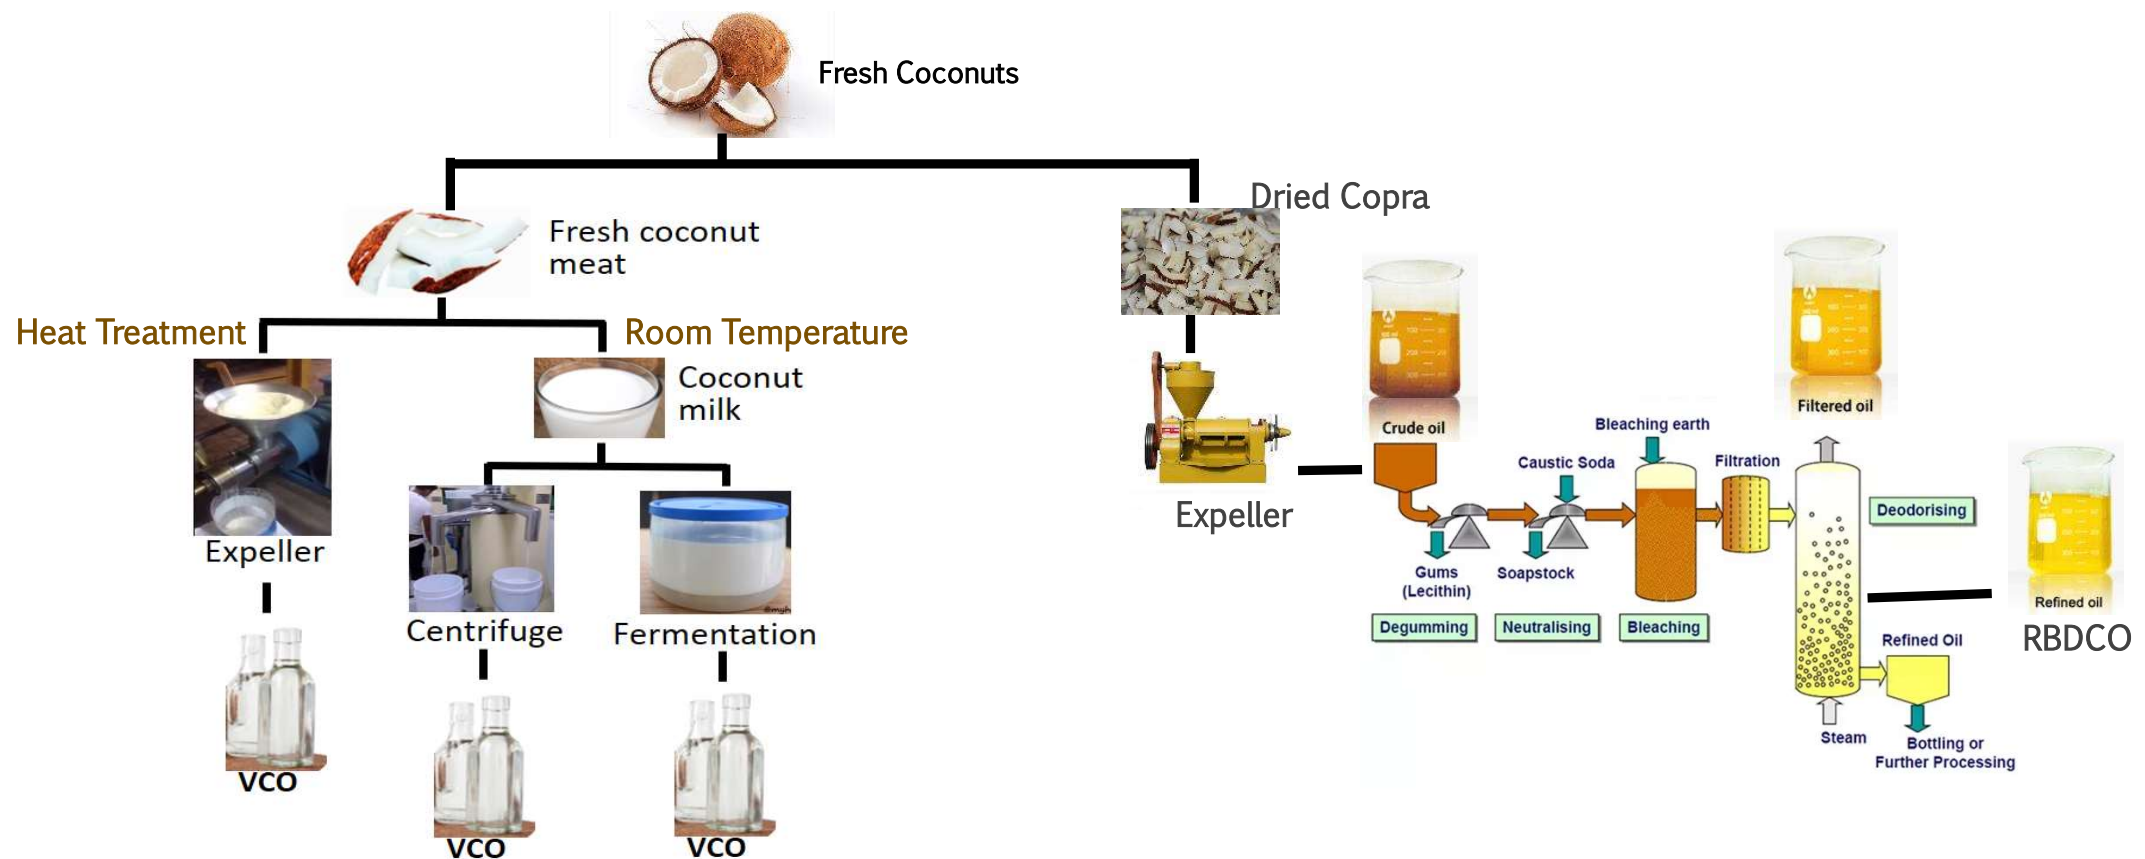 Fresh Coconuts
Fresh coconut
meat
Heat Treatment
Room Temperature
Coconut
milk
Expeller
Centrifuge
Fermentation
VCO
VCO
VCO
Dried Copra
Expeller
Crude oil
Filtered oil
Bleaching earth
Caustic Soda
Filtration
Deodorising
Gums
(Lecithin)
Soapstock
Degumming
Neutralising
Bleaching
Refined Oil
Steam
Bottling or
Further Processing
Refined oil
RBDCO